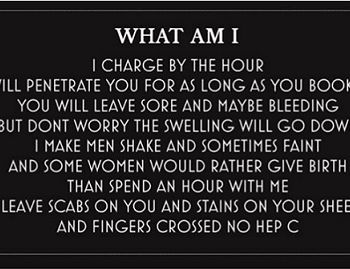 WHAT AM I
I CHARGE BY THE HOUR
WILL PENETRATE YOU FOR AS LONG AS YOU BOOK
YOU WILL LEAVE SORE AND MAYBE BLEEDING
BUT DONT WORRY THE SWELLING WILL GO DOW
I MAKE MEN SHAKE AND SOMETIMES FAINT
AND SOME WOMEN WOULD RATHER GIVE BIRTH
THAN SPEND AN HOUR WITH ME
LEAVE SCABS ON YOU AND STAINS ON YOUR SHEE
AND FINGERS CROSSED NO HEP C